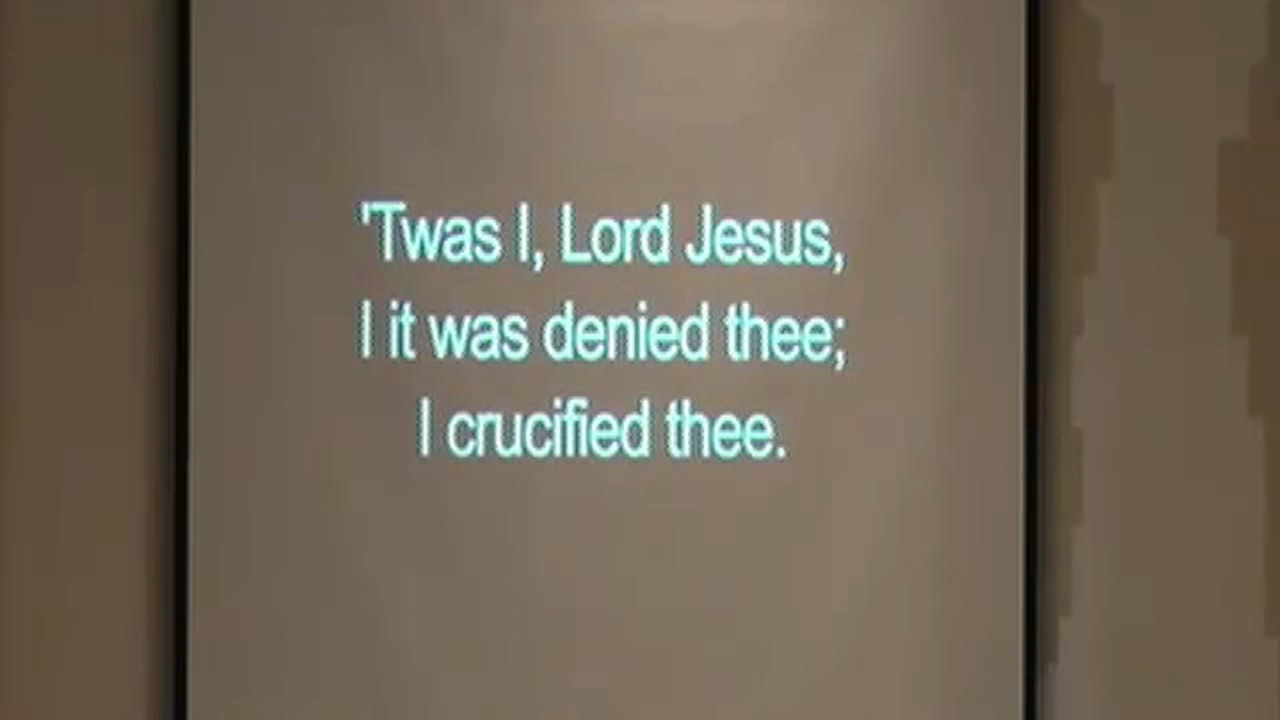 'Twas I, Lord Jesus,
I it was denied thee;
I crucified thee.